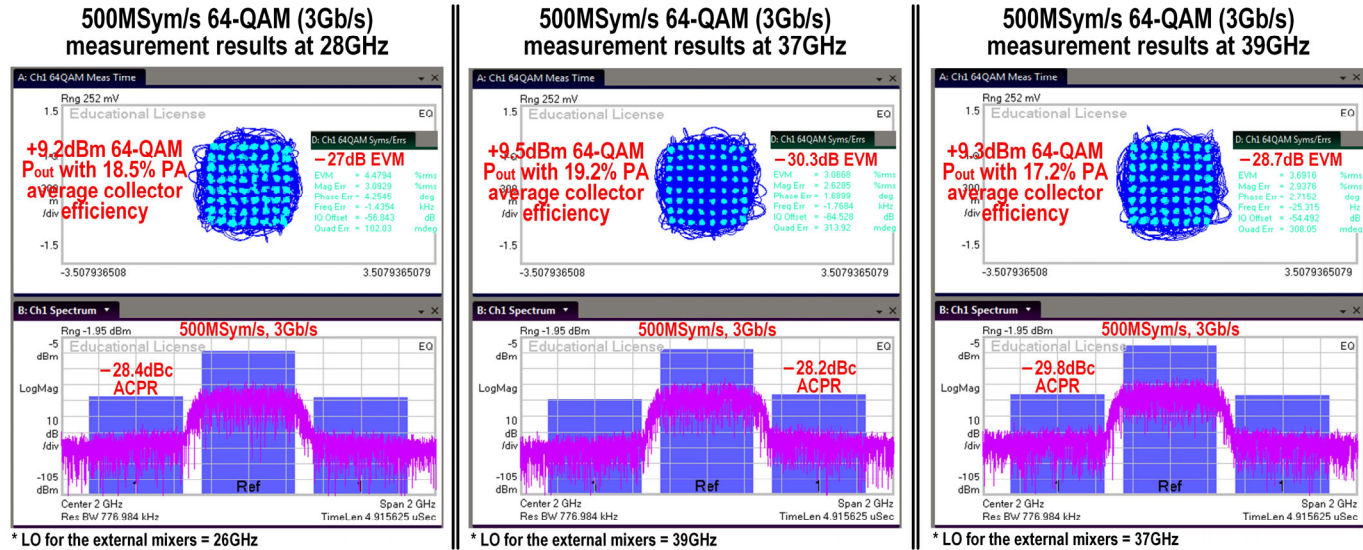 500MSym/s 64-QAM (3Gb/s)
measurement results at 28GHz
A: Ch1 64QAM Meas Time
Rng 252 mV
1.5
Educational License
EQ
+9.2dBm 64-QAM
Pout with 18.5% PA
average collector
efficiency
m
/div
-1.5
-3.507936508
3.5079365079
D: Ch1 64QAM Syms/Errs
−27dB EVM
EVM = 4.4794 %rms
Mag Err = 3.0929 %rms
Phase Err = 4.2545 deg
Freq Err = -1.4354 kHz
IQ Offset = -56.843 dB
Quad Err = 102.03 mdeg
B: Ch1 Spectrum
Rng -1.95 dBm
500MSym/s, 3Gb/s
-5
dBm
Educational License
EQ
−28.4dBc
ACPR
LogMag
10
dB
/div
-105
dBm
1
Ref
1
Center 2 GHz
Span 2 GHz
Res BW 776.984 kHz
TimeLen 4.915625 uSec
* LO for the external mixers = 26GHz
500MSym/s 64-QAM (3Gb/s)
measurement results at 37GHz
A: Ch1 64QAM Meas Time
Rng 252 mV
1.5
Educational License
EQ
+9.5dBm 64-QAM
Pout with 19.2% PA
average collector
efficiency
300
m
/div
-1.5
-3.507936508
3.5079365079
D: Ch1 64QAM Syms/Errs
−30.3dB EVM
EVM = 3.0668 %rms
Mag Err = 2.6295 %rms
Phase Err = 1.6999 deg
Freq Err = -1.7684 kHz
IQ Offset = -64.528 dB
Quad Err = 313.92 mdeg
B: Ch1 Spectrum
Rng -1.95 dBm
500MSym/s, 3Gb/s
-5
dBm
Educational License
EQ
−28.2dBc
ACPR
LogMag
10
dB
/div
-105
dBm
1
Ref
1
Center 2 GHz
Span 2 GHz
Res BW 776.984 kHz
TimeLen 4.915625 uSec
* LO for the external mixers = 39GHz
500MSym/s 64-QAM (3Gb/s)
measurement results at 39GHz
A: Ch1 64QAM Meas Time
Rng 252 mV
1.5
Educational License
EQ
+9.3dBm 64-QAM
Pout with 17.2% PA
average collector
efficiency
300
m
/div
-1.5
-3.507936508
3.5079365079
D: Ch1 64QAM Syms/Errs
−28.7dB EVM
EVM = 3.6916 %rms
Mag Err = 2.9376 %rms
Phase Err = 2.7152 deg
Freq Err = -25.315 Hz
IQ Offset = -54.492 dB
Quad Err = 308.05 mdeg
B: Ch1 Spectrum
Rng -1.95 dBm
500MSym/s, 3Gb/s
-5
dBm
Educational License
EQ
−29.8dBc
ACPR
LogMag
10
dB
/div
-105
dBm
1
Ref
1
Center 2 GHz
Span 2 GHz
Res BW 776.984 kHz
TimeLen 4.915625 uSec
* LO for the external mixers = 37GHz